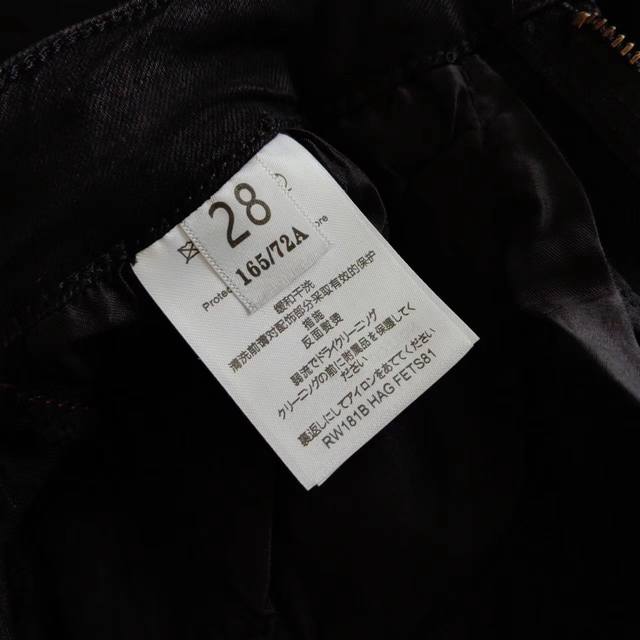 28
165/72A
Prote
re
缓和干洗
清洗前请对配饰部分采取有效的保护
措施
反面熨烫
弱流でドライクリーニング
クリーニングの前に附属品を保護して
ください
裏返しにしてアイロンをあててください
RW181B HAG FETS81